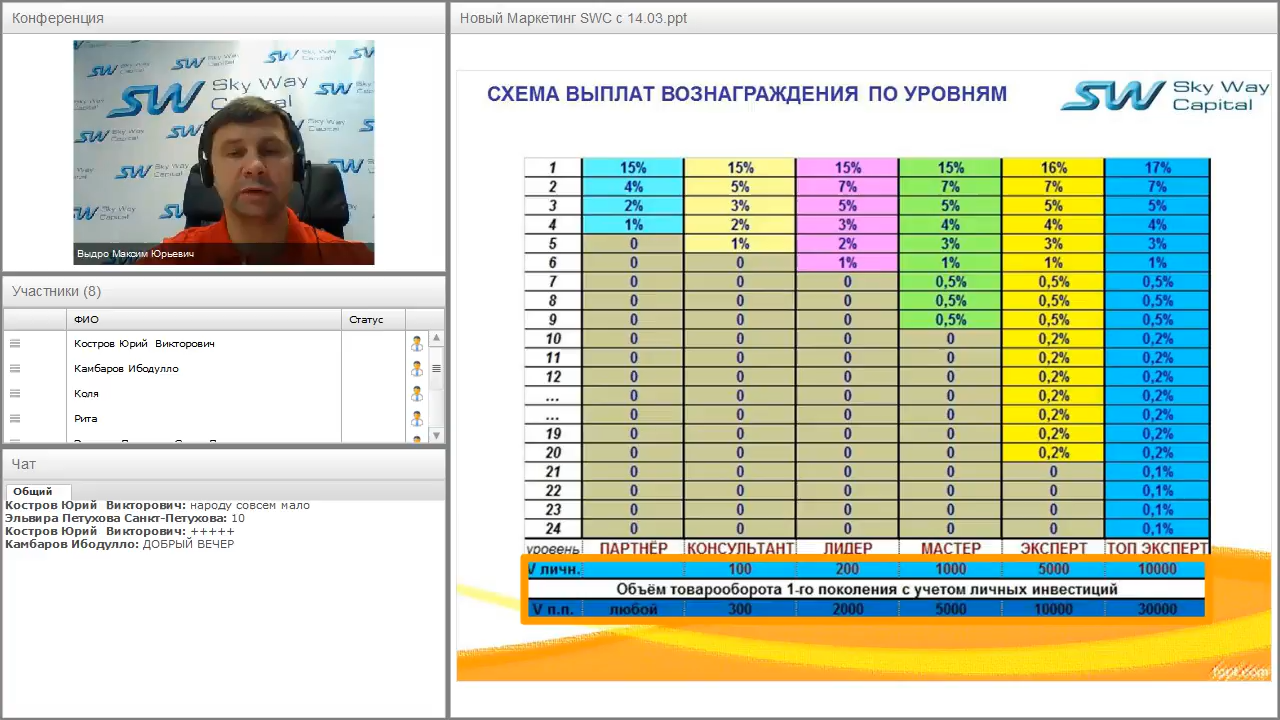 Конференция
Sky Way
Capital
Выдро Максим Юрьевич
Участники (8)
ФИО Статус
Костров Юрий Викторович
Камбаров Ибодулло
Коля
Рита
Чат
Общий
Костров Юрий Викторович: народу совсем мало
Эльвира Петухова Санкт-Петухова: 10
Костров Юрий Викторович: +++++
Камбаров Ибодулло: ДОБРЫЙ ВЕЧЕР
Новый Маркетинг SWC с 14.03.ppt
СХЕМА ВЫПЛАТ ВОЗНАГРАЖДЕНИЯ ПО УРОВНЯМ
SW Sky Way
Capital
1 15% 15% 15% 15% 16% 17%
2 4% 5% 7% 7% 7% 7%
3 2% 3% 5% 5% 5% 5%
4 1% 2% 3% 4% 4% 4%
5 0 1% 2% 3% 3% 3%
6 0 0 1% 1% 1% 1%
7 0 0 0 0,5% 0,5% 0,5%
8 0 0 0 0,5% 0,5% 0,5%
9 0 0 0 0,5% 0,5% 0,5%
10 0 0 0 0 0,2% 0,2%
11 0 0 0 0 0,2% 0,2%
12 0 0 0 0 0,2% 0,2%
... 0 0 0 0 0,2% 0,2%
... 0 0 0 0 0,2% 0,2%
19 0 0 0 0 0,2% 0,2%
20 0 0 0 0 0,2% 0,2%
21 0 0 0 0 0 0,1%
22 0 0 0 0 0 0,1%
23 0 0 0 0 0 0,1%
24 0 0 0 0 0 0,1%
уровень ПАРТНЁР КОНСУЛЬТАНТ ЛИДЕР МАСТЕР ЭКСПЕРТ ТОП ЭКСПЕРТ
V личн. 100 200 1000 5000 10000
Объём товарооборота 1-го поколения с учетом личных инвестиций
V п.п. любой 300 2000 5000 10000 30000
fppt.com